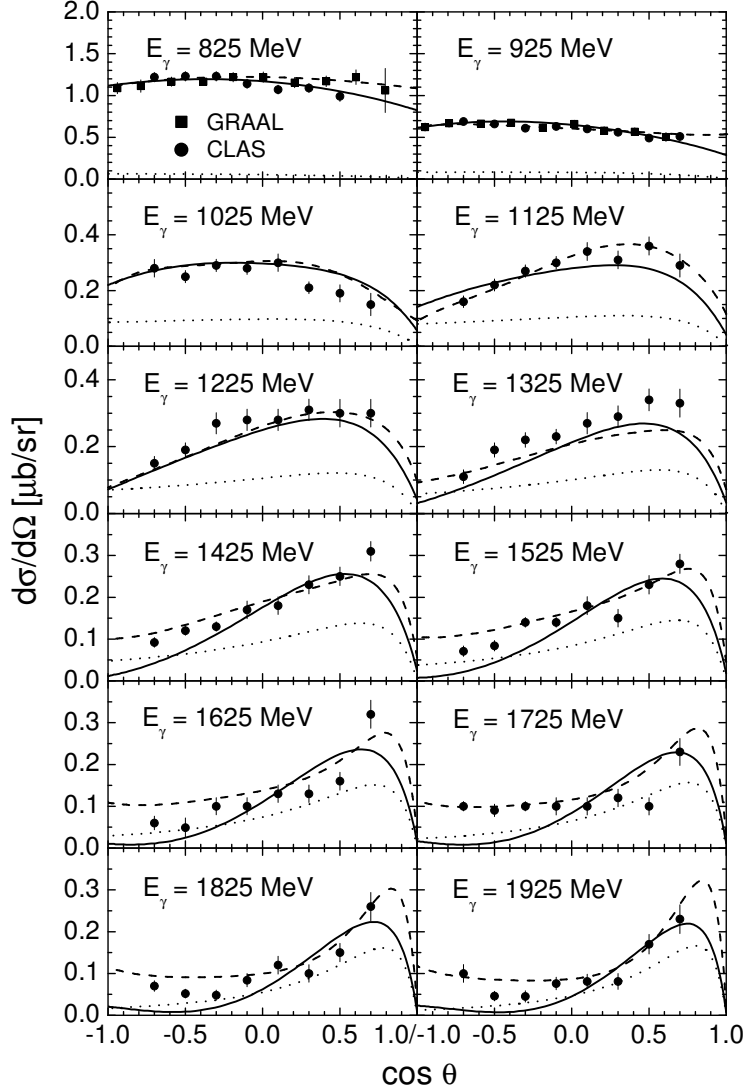 2.0
1.5
1.0
0.5
0.0
E_γ = 825 MeV
GRAAL
CLAS
E_γ = 925 MeV
0.4
0.2
0.0
E_γ = 1025 MeV
E_γ = 1125 MeV
0.4
0.2
0.0
E_γ = 1225 MeV
E_γ = 1325 MeV
dσ/dΩ [μb/sr]
0.3
0.2
0.1
0.0
E_γ = 1425 MeV
E_γ = 1525 MeV
0.3
0.2
0.1
0.0
E_γ = 1625 MeV
E_γ = 1725 MeV
0.3
0.2
0.1
0.0
E_γ = 1825 MeV
E_γ = 1925 MeV
-1.0 -0.5 0.0 0.5 1.0/-1.0 -0.5 0.0 0.5 1.0
cos θ